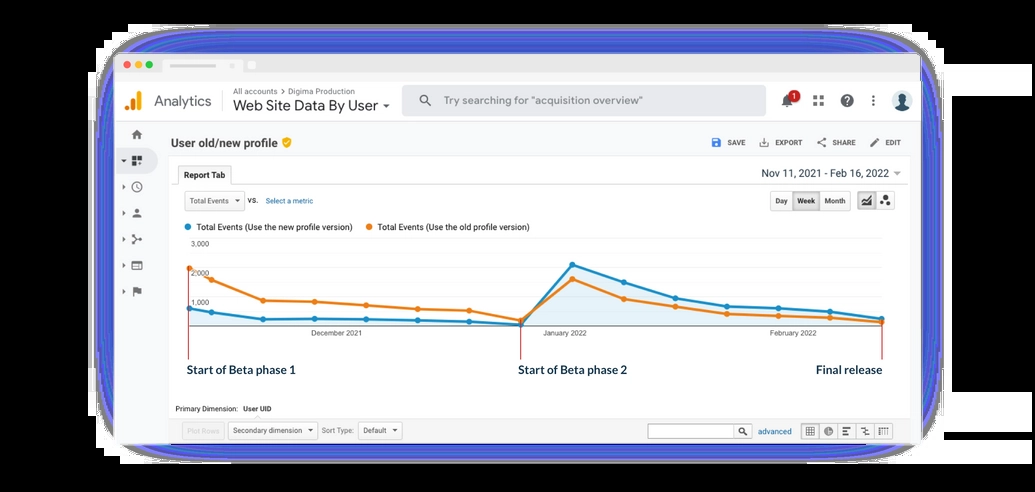 All accounts > Digima Production
Analytics
Web Site Data By User
Try searching for "acquisition overview"
1
User old/new profile
SAVE
EXPORT
SHARE
EDIT
Report Tab
Nov 11, 2021 - Feb 16, 2022
Total Events
VS.
Select a metric
Day
Week
Month
Total Events (Use the new profile version)
Total Events (Use the old profile version)
3,000
2,000
1,000
December 2021
January 2022
February 2022
Start of Beta phase 1
Start of Beta phase 2
Final release
Primary Dimension: User UID
Plot Rows
Secondary dimension
Sort Type:
Default
advanced